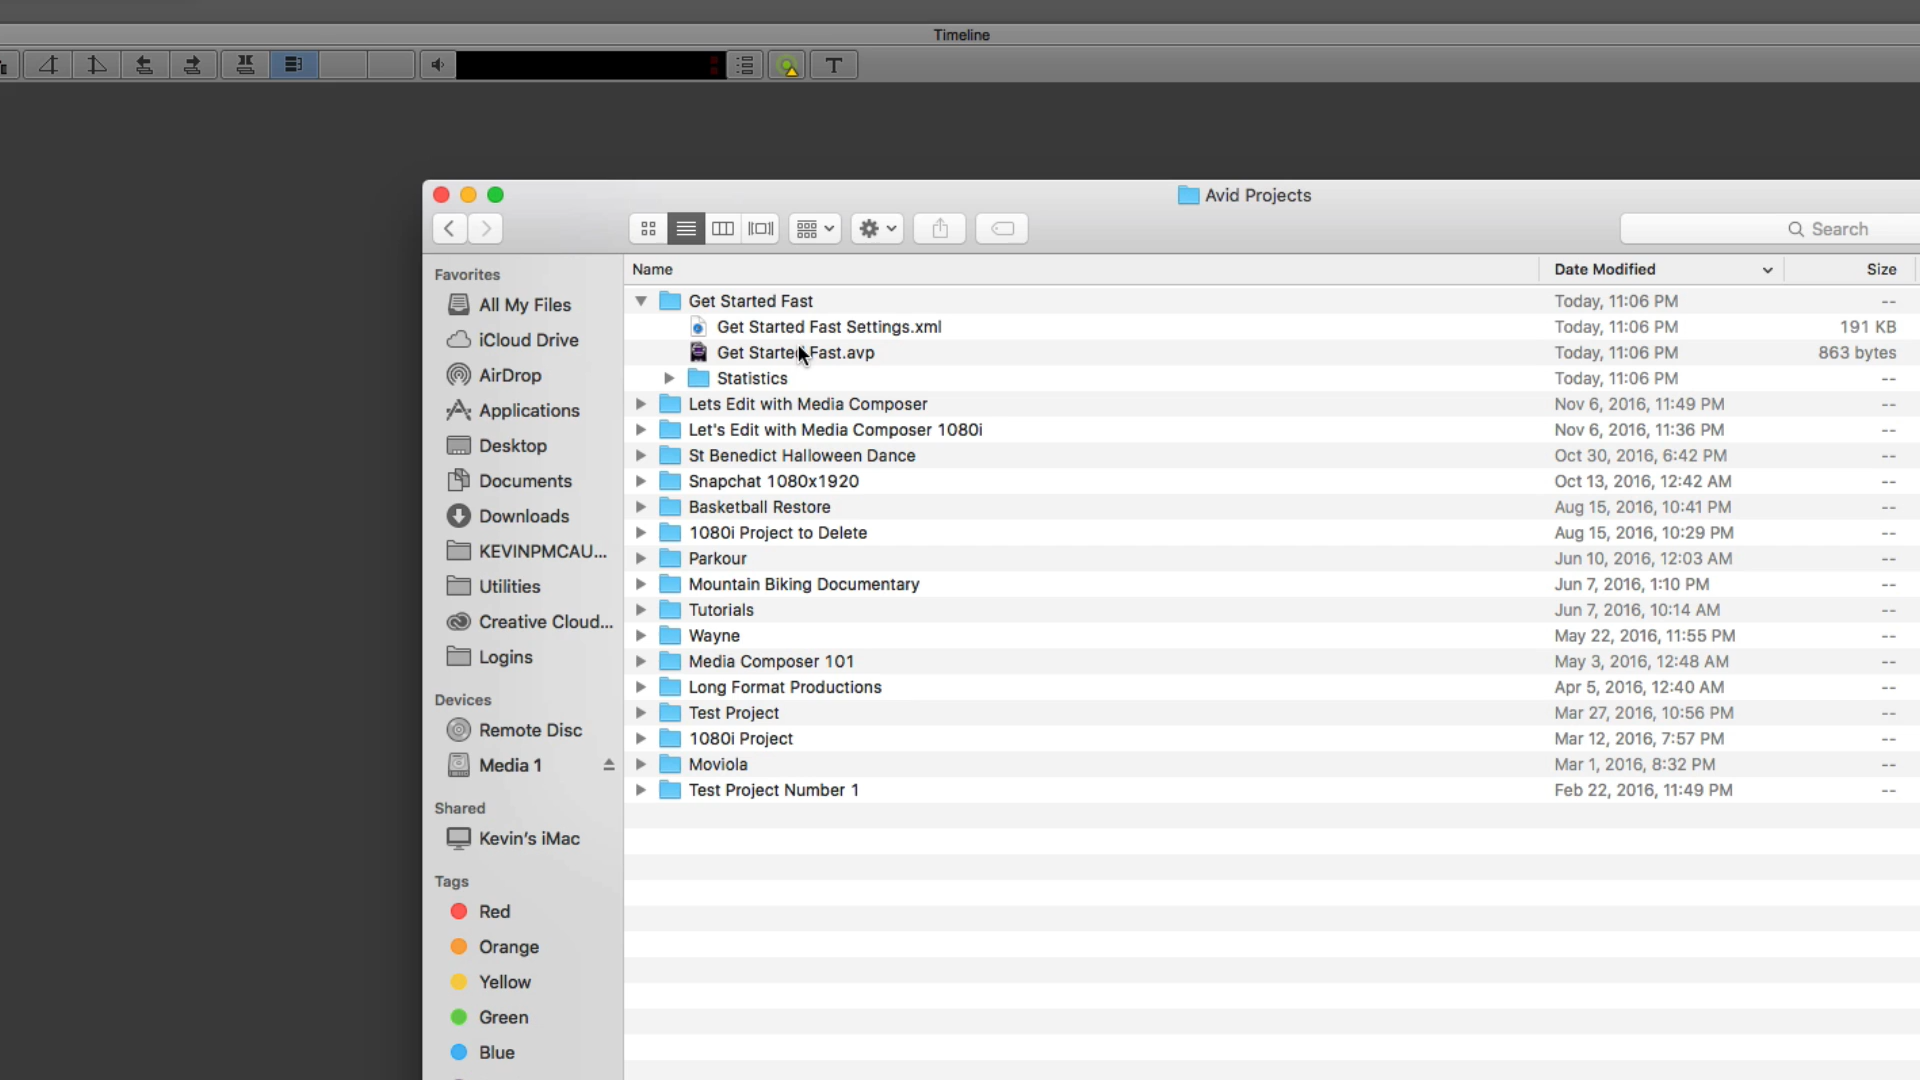 Timeline
T
Avid Projects
Search
Favorites
All My Files
iCloud Drive
AirDrop
Applications
Desktop
Documents
Downloads
KEVINPMCAU...
Utilities
Creative Cloud...
Logins
Devices
Remote Disc
Media 1
Shared
Kevin's iMac
Tags
Red
Orange
Yellow
Green
Blue
Name Date Modified Size
Get Started Fast Today, 11:06 PM --
Get Started Fast Settings.xml Today, 11:06 PM 191 KB
Get Started Fast.avp Today, 11:06 PM 863 bytes
Statistics Today, 11:06 PM --
Lets Edit with Media Composer Nov 6, 2016, 11:49 PM --
Let's Edit with Media Composer 1080i Nov 6, 2016, 11:36 PM --
St Benedict Halloween Dance Oct 30, 2016, 6:42 PM --
Snapchat 1080x1920 Oct 13, 2016, 12:42 AM --
Basketball Restore Aug 15, 2016, 10:41 PM --
1080i Project to Delete Aug 15, 2016, 10:29 PM --
Parkour Jun 10, 2016, 12:03 AM --
Mountain Biking Documentary Jun 7, 2016, 1:10 PM --
Tutorials Jun 7, 2016, 10:14 AM --
Wayne May 22, 2016, 11:55 PM --
Media Composer 101 May 3, 2016, 12:48 AM --
Long Format Productions Apr 5, 2016, 12:40 AM --
Test Project Mar 27, 2016, 10:56 PM --
1080i Project Mar 12, 2016, 7:57 PM --
Moviola Mar 1, 2016, 8:32 PM --
Test Project Number 1 Feb 22, 2016, 11:49 PM --